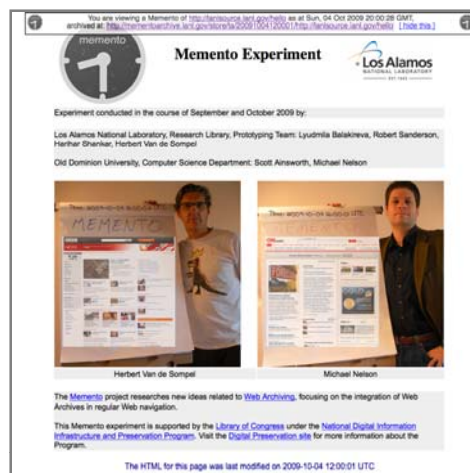 You are viewing a Memento of http://lanlsource.lanl.gov/hello as at Sun, 04 Oct 2009 20:00:28 GMT,
archived at: http://mementoarchive.lanl.gov/store/ta/20091004120001/http://lanlsource.lanl.gov/hello [ hide this ]
memento
Memento Experiment
Los Alamos
NATIONAL LABORATORY
EST. 1943
Experiment conducted in the course of September and October 2009 by:
Los Alamos National Laboratory, Research Library, Prototyping Team: Lyudmila Balakireva, Robert Sanderson,
Harihar Shankar, Herbert Van de Sompel
Old Dominion University, Computer Science Department: Scott Ainsworth, Michael Nelson
MEMENTO
MEMENTO
Herbert Van de Sompel
Michael Nelson
The Memento project researches new ideas related to Web Archiving, focusing on the integration of Web
Archives in regular Web navigation.
This Memento experiment is supported by the Library of Congress under the National Digital Information
Infrastructure and Preservation Program. Visit the Digital Preservation site for more information about the
Program.
The HTML for this page was last modified on 2009-10-04 12:00:01 UTC